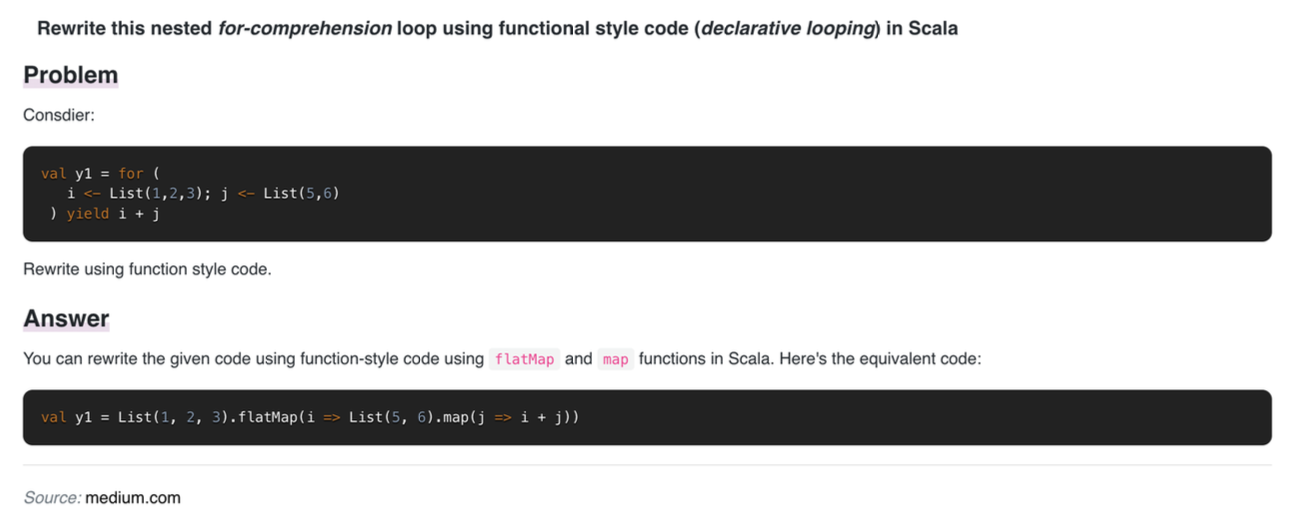 Rewrite this nested for-comprehension loop using functional style code (declarative looping) in Scala
Problem
Consdier:
val y1 = for (
   i <- List(1,2,3); j <- List(5,6)
 ) yield i + j
Rewrite using function style code.
Answer
You can rewrite the given code using function-style code using flatMap and map functions in Scala. Here's the equivalent code:
val y1 = List(1, 2, 3).flatMap(i => List(5, 6).map(j => i + j))
Source: medium.com